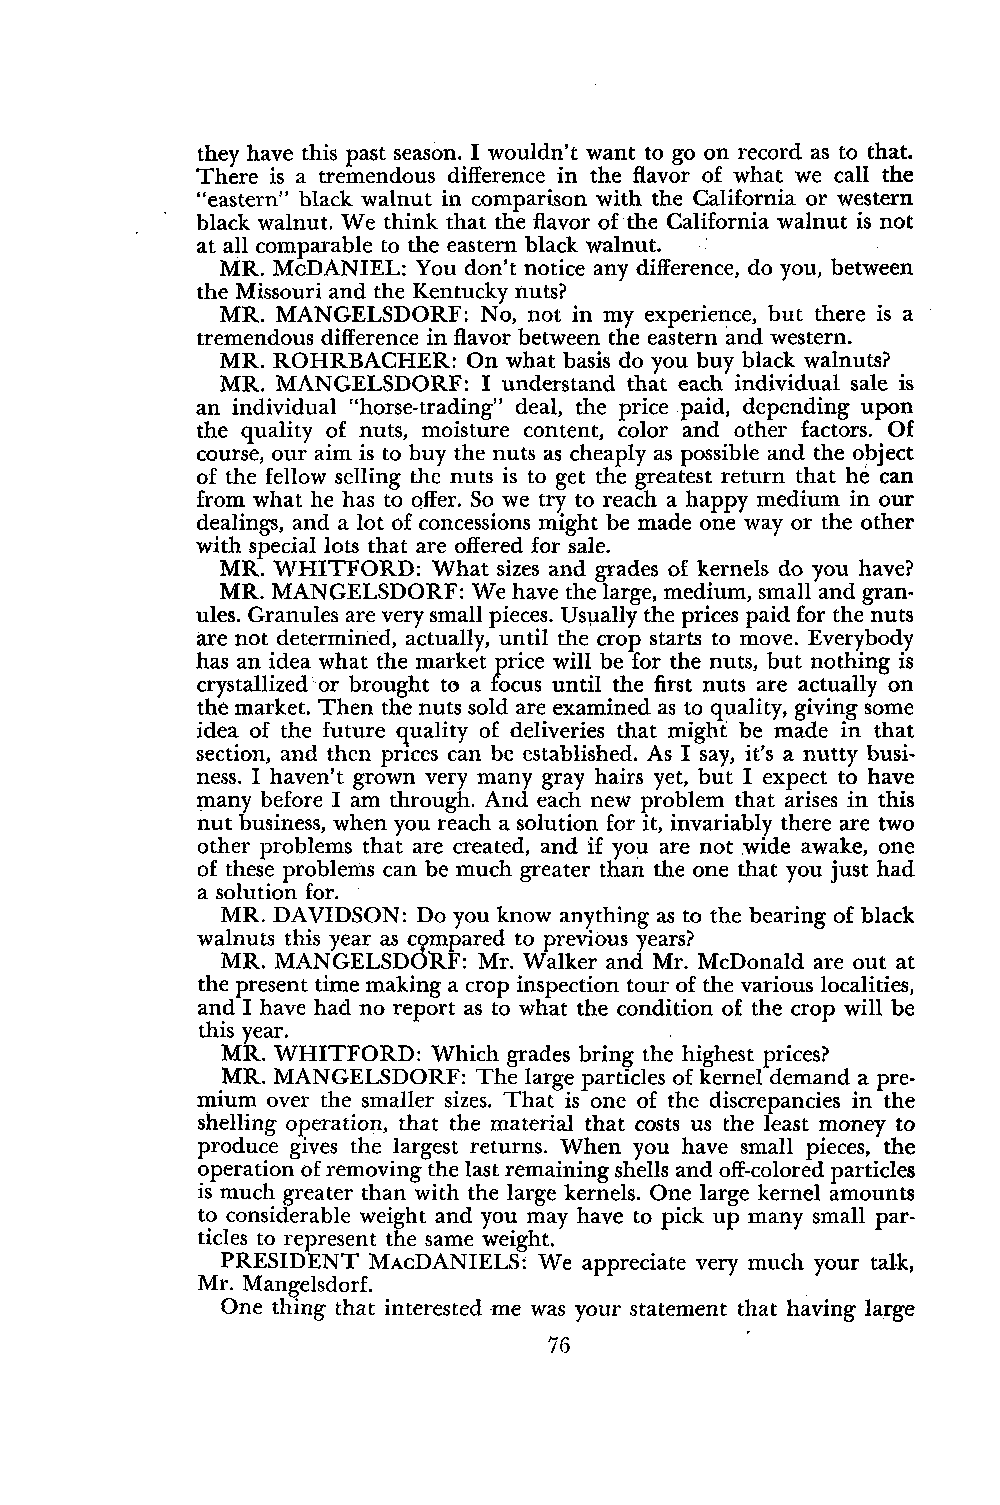 they have this past season. I wouldn't want to go on record as to that.
There is a tremendous difference in the flavor of what we call the
"eastern" black walnut in comparison with the California or western
black walnut. We think that the flavor of the California walnut is not
at all comparable to the eastern black walnut.
MR. McDANIEL: You don't notice any difference, do you, between
the Missouri and the Kentucky nuts?
MR. MANGELSDORF: No, not in my experience, but there is a
tremendous difference in flavor between the eastern and western.
MR. ROHRBACHER: On what basis do you buy black walnuts?
MR. MANGELSDORF: I understand that each individual sale is
an individual "horse-trading" deal, the price paid, depending upon
the quality of nuts, moisture content, color and other factors. Of
course, our aim is to buy the nuts as cheaply as possible and the object
of the fellow selling the nuts is to get the greatest return that he can
from what he has to offer. So we try to reach a happy medium in our
dealings, and a lot of concessions might be made one way or the other
with special lots that are offered for sale.
MR. WHITFORD: What sizes and grades of kernels do you have?
MR. MANGELSDORF: We have the large, medium, small and gran-
ules. Granules are very small pieces. Usually the prices paid for the nuts
are not determined, actually, until the crop starts to move. Everybody
has an idea what the market price will be for the nuts, but nothing is
crystallized or brought to a focus until the first nuts are actually on
the market. Then the nuts sold are examined as to quality, giving some
idea of the future quality of deliveries that might be made in that
section, and then prices can be established. As I say, it's a nutty busi-
ness. I haven't grown very many gray hairs yet, but I expect to have
many before I am through. And each new problem that arises in this
nut business, when you reach a solution for it, invariably there are two
other problems that are created, and if you are not wide awake, one
of these problems can be much greater than the one that you just had
a solution for.
MR. DAVIDSON: Do you know anything as to the bearing of black
walnuts this year as compared to previous years?
MR. MANGELSDORF: Mr. Walker and Mr. McDonald are out at
the present time making a crop inspection tour of the various localities,
and I have had no report as to what the condition of the crop will be
this year.
MR. WHITFORD: Which grades bring the highest prices?
MR. MANGELSDORF: The large particles of kernel demand a pre-
mium over the smaller sizes. That is one of the discrepancies in the
shelling operation, that the material that costs us the least money to
produce gives the largest returns. When you have small pieces, the
operation of removing the last remaining shells and off-colored particles
is much greater than with the large kernels. One large kernel amounts
to considerable weight and you may have to pick up many small par-
ticles to represent the same weight.
PRESIDENT MACDANIELS: We appreciate very much your talk,
Mr. Mangelsdorf.
One thing that interested me was your statement that having large
76